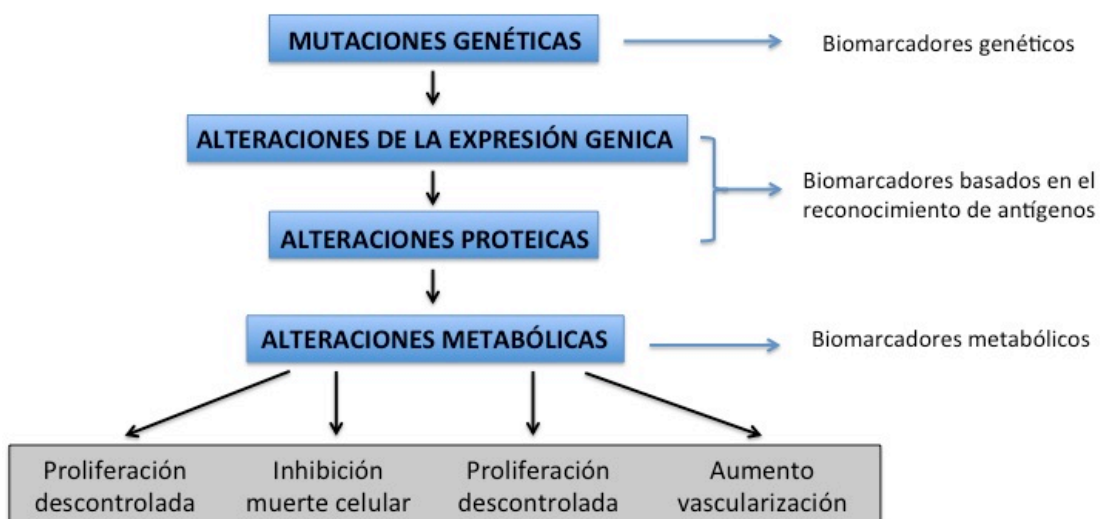 MUTACIONES GENÉTICAS
Biomarcadores genéticos
ALTERACIONES DE LA EXPRESIÓN GENICA
Biomarcadores basados en el
reconocimiento de antígenos
ALTERACIONES PROTEICAS
ALTERACIONES METABÓLICAS
Biomarcadores metabólicos
Proliferación
descontrolada
Inhibición
muerte celular
Proliferación
descontrolada
Aumento
vascularización